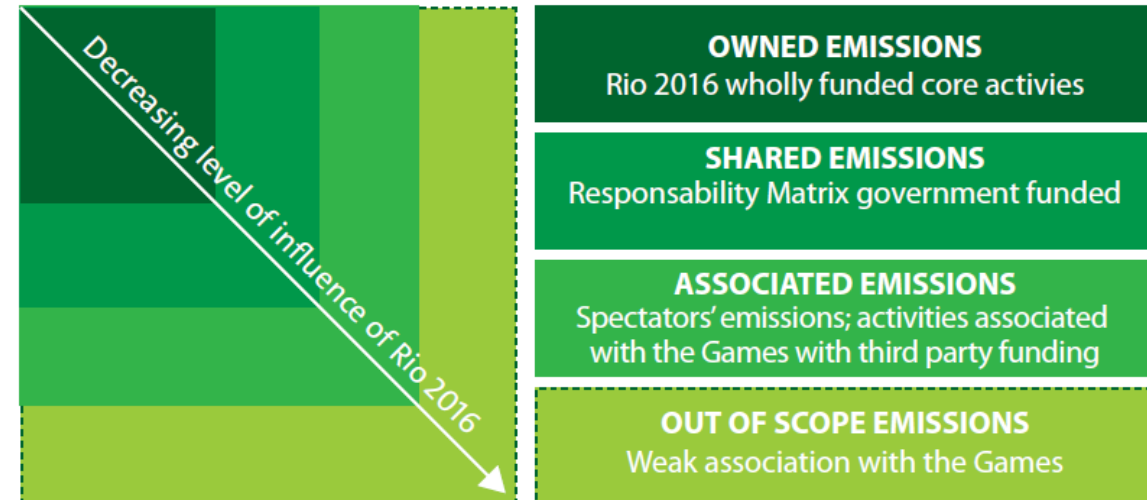 Decreasing level of influence of Rio 2016
OWNED EMISSIONS
Rio 2016 wholly funded core activies
SHARED EMISSIONS
Responsability Matrix government funded
ASSOCIATED EMISSIONS
Spectators’ emissions; activities associated
with the Games with third party funding
OUT OF SCOPE EMISSIONS
Weak association with the Games